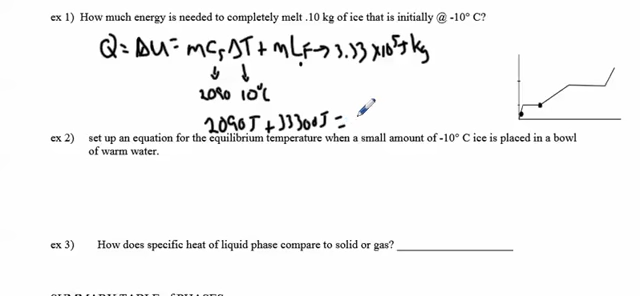 ex 1) How much energy is needed to completely melt .10 kg of ice that is initially @ -10° C?
Q = ΔU = mCsΔT + mLF → 3.33 x10⁵ J/kg
↓ ↓
2090 10°C
2090J + 33300J =
ex 2) set up an equation for the equilibrium temperature when a small amount of -10° C ice is placed in a bowl
of warm water.
ex 3) How does specific heat of liquid phase compare to solid or gas?